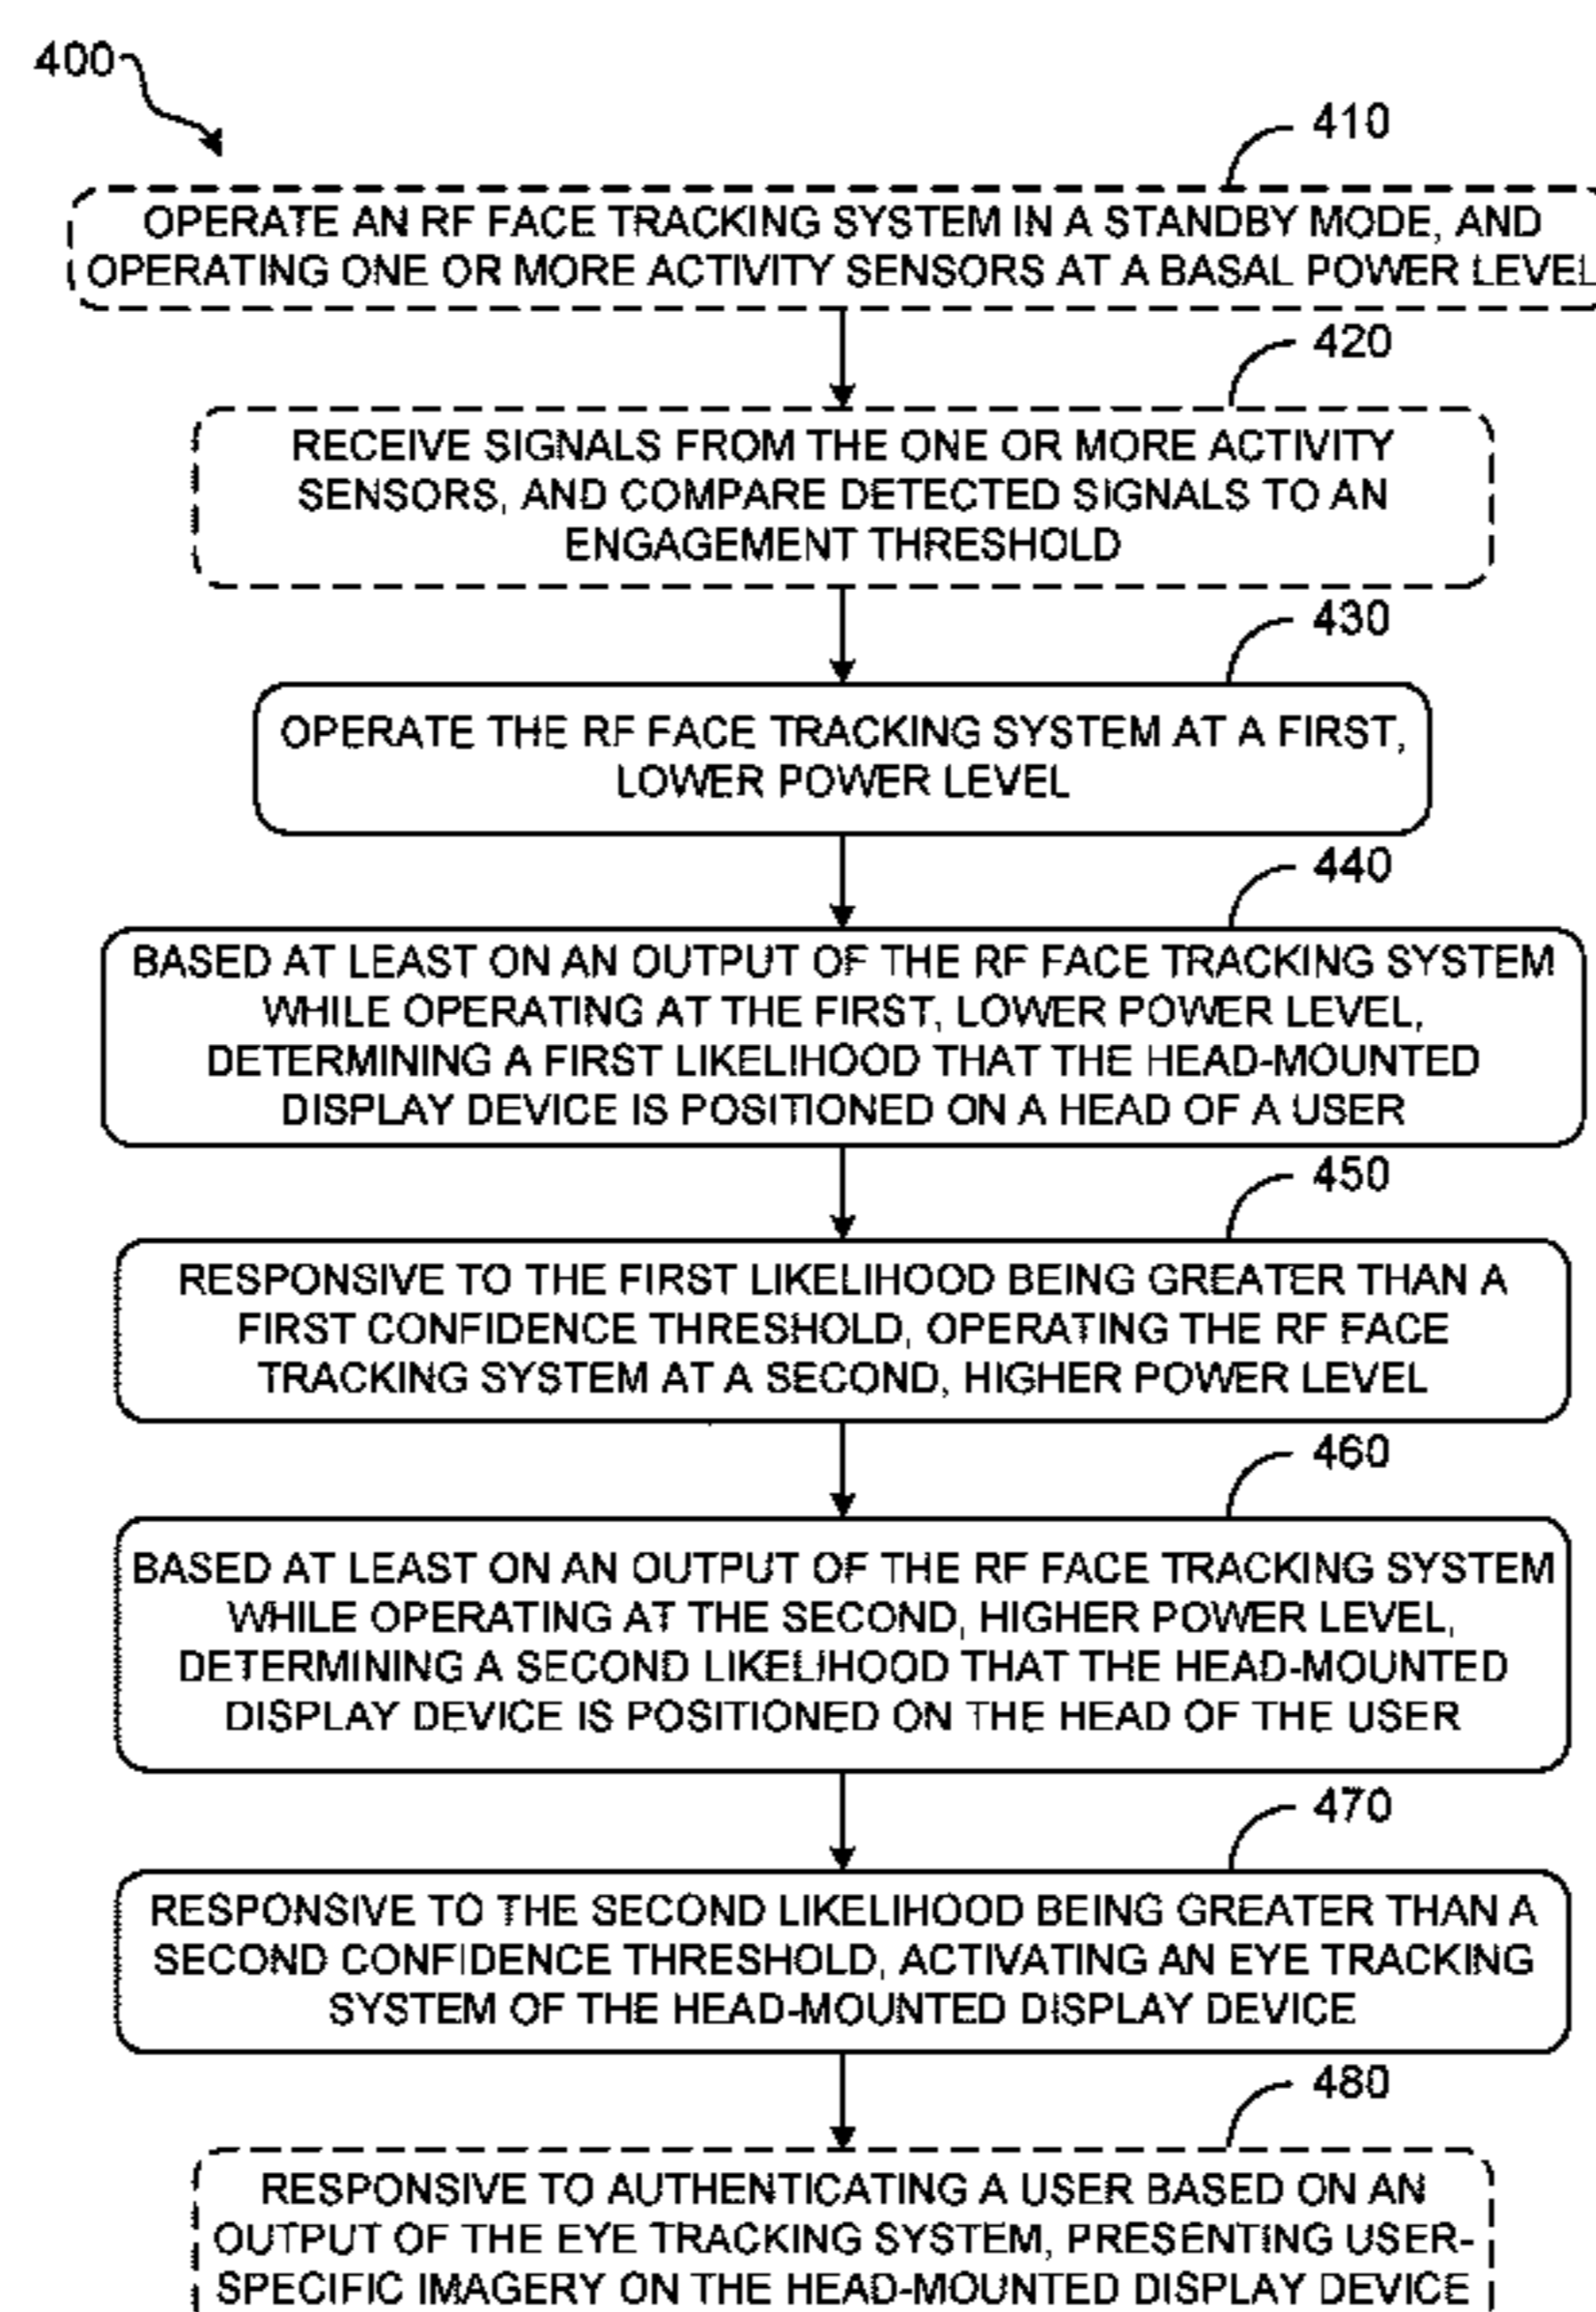 400
410
OPERATE AN RF FACE TRACKING SYSTEM IN A STANDBY MODE, AND
OPERATING ONE OR MORE ACTIVITY SENSORS AT A BASAL POWER LEVEL
420
RECEIVE SIGNALS FROM THE ONE OR MORE ACTIVITY
SENSORS, AND COMPARE DETECTED SIGNALS TO AN
ENGAGEMENT THRESHOLD
430
OPERATE THE RF FACE TRACKING SYSTEM AT A FIRST,
LOWER POWER LEVEL
440
BASED AT LEAST ON AN OUTPUT OF THE RF FACE TRACKING SYSTEM
WHILE OPERATING AT THE FIRST, LOWER POWER LEVEL,
DETERMINING A FIRST LIKELIHOOD THAT THE HEAD-MOUNTED
DISPLAY DEVICE IS POSITIONED ON A HEAD OF A USER
450
RESPONSIVE TO THE FIRST LIKELIHOOD BEING GREATER THAN A
FIRST CONFIDENCE THRESHOLD, OPERATING THE RF FACE
TRACKING SYSTEM AT A SECOND, HIGHER POWER LEVEL
460
BASED AT LEAST ON AN OUTPUT OF THE RF FACE TRACKING SYSTEM
WHILE OPERATING AT THE SECOND, HIGHER POWER LEVEL,
DETERMINING A SECOND LIKELIHOOD THAT THE HEAD-MOUNTED
DISPLAY DEVICE IS POSITIONED ON THE HEAD OF THE USER
470
RESPONSIVE TO THE SECOND LIKELIHOOD BEING GREATER THAN A
SECOND CONFIDENCE THRESHOLD, ACTIVATING AN EYE TRACKING
SYSTEM OF THE HEAD-MOUNTED DISPLAY DEVICE
480
RESPONSIVE TO AUTHENTICATING A USER BASED ON AN
OUTPUT OF THE EYE TRACKING SYSTEM, PRESENTING USER-
SPECIFIC IMAGERY ON THE HEAD-MOUNTED DISPLAY DEVICE